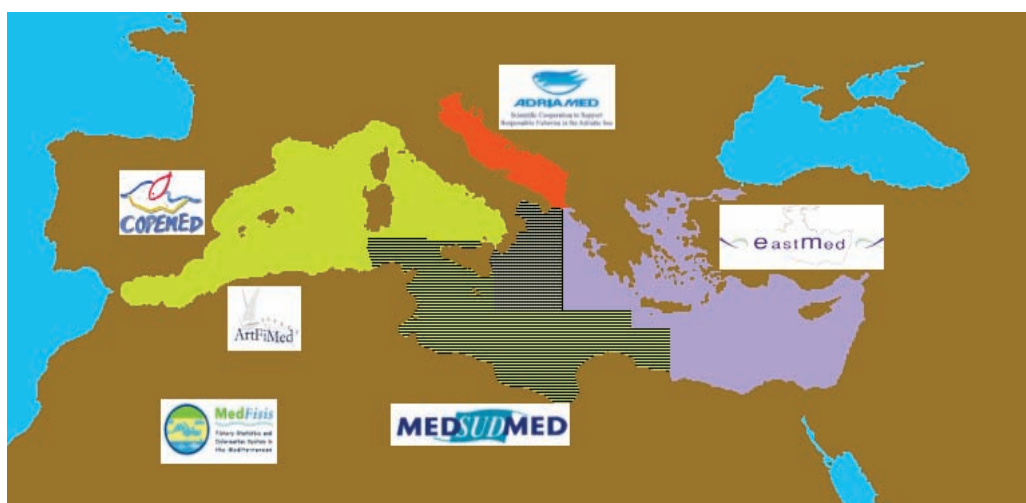 ADRIAMED
Scientific Cooperation to Support
Responsible Fisheries in the Adriatic Sea
COPEMED
eastmed
ArtFiMed
MedFisis
Fishery Statistics and
Information System in
the Mediterranean
MEDSUDMED